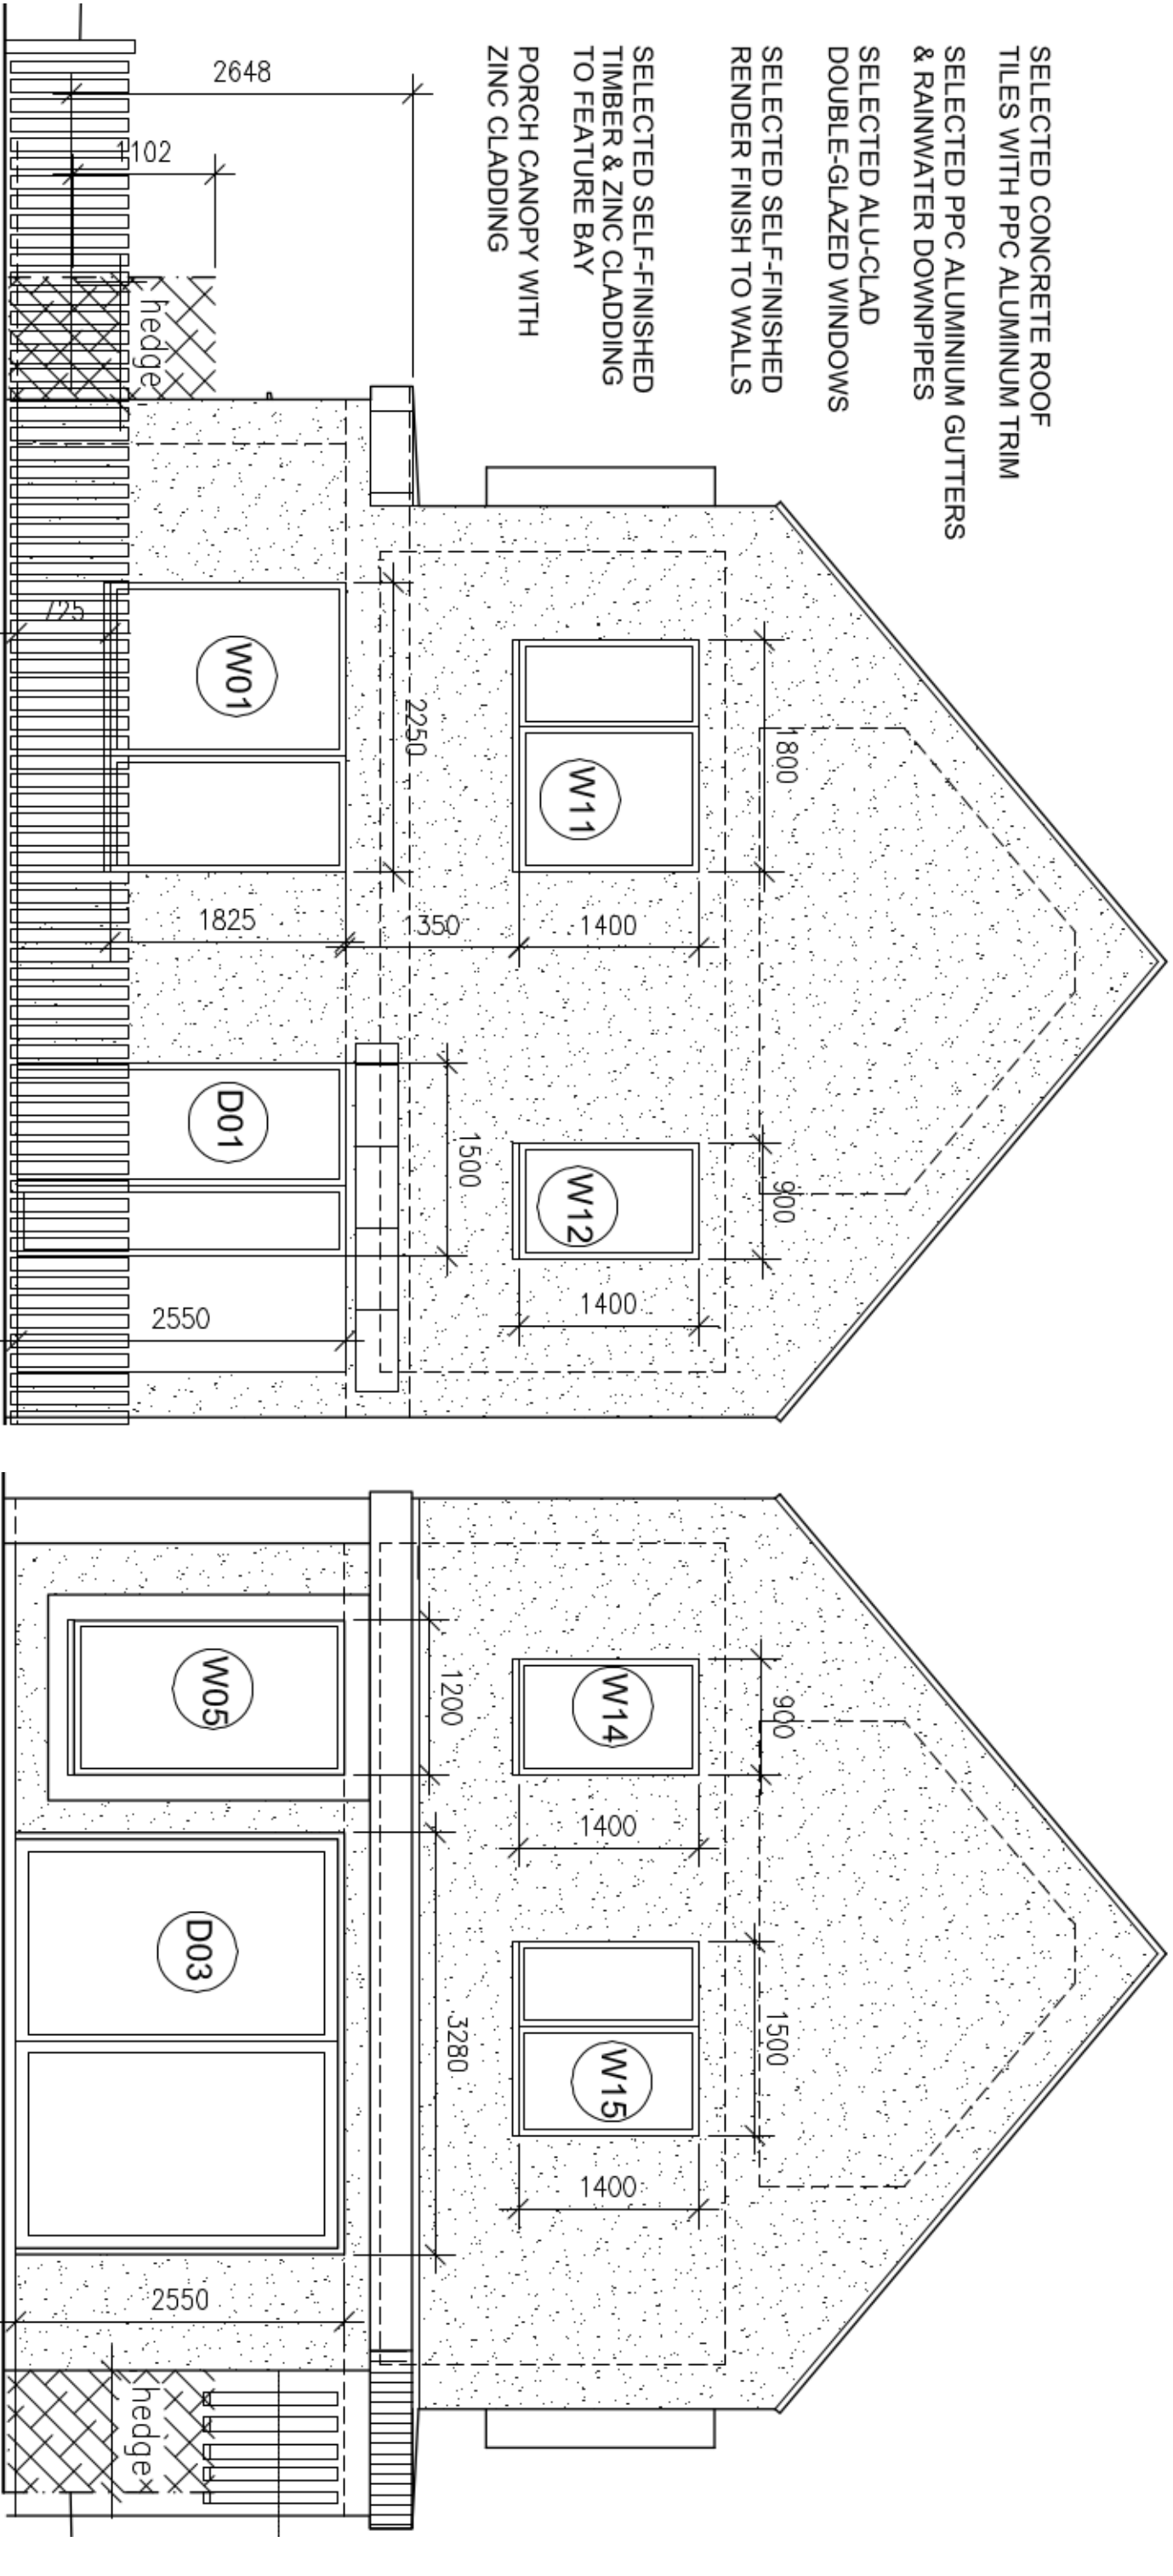 SELECTED CONCRETE ROOF
TILES WITH PPC ALUMINUM TRIM
SELECTED PPC ALUMINIUM GUTTERS
& RAINWATER DOWNPIPES
SELECTED ALU-CLAD
DOUBLE-GLAZED WINDOWS
SELECTED SELF-FINISHED
RENDER FINISH TO WALLS
SELECTED SELF-FINISHED
TIMBER & ZINC CLADDING
TO FEATURE BAY
PORCH CANOPY WITH
ZINC CLADDING
2648
1102
hedge
725
W01
2250
W11
1800
1825
1350
1400
D01
1500
W12
900
2550
1400
W05
1200
W14
900
1400
D03
3280
W15
1500
1400
2550
hedge